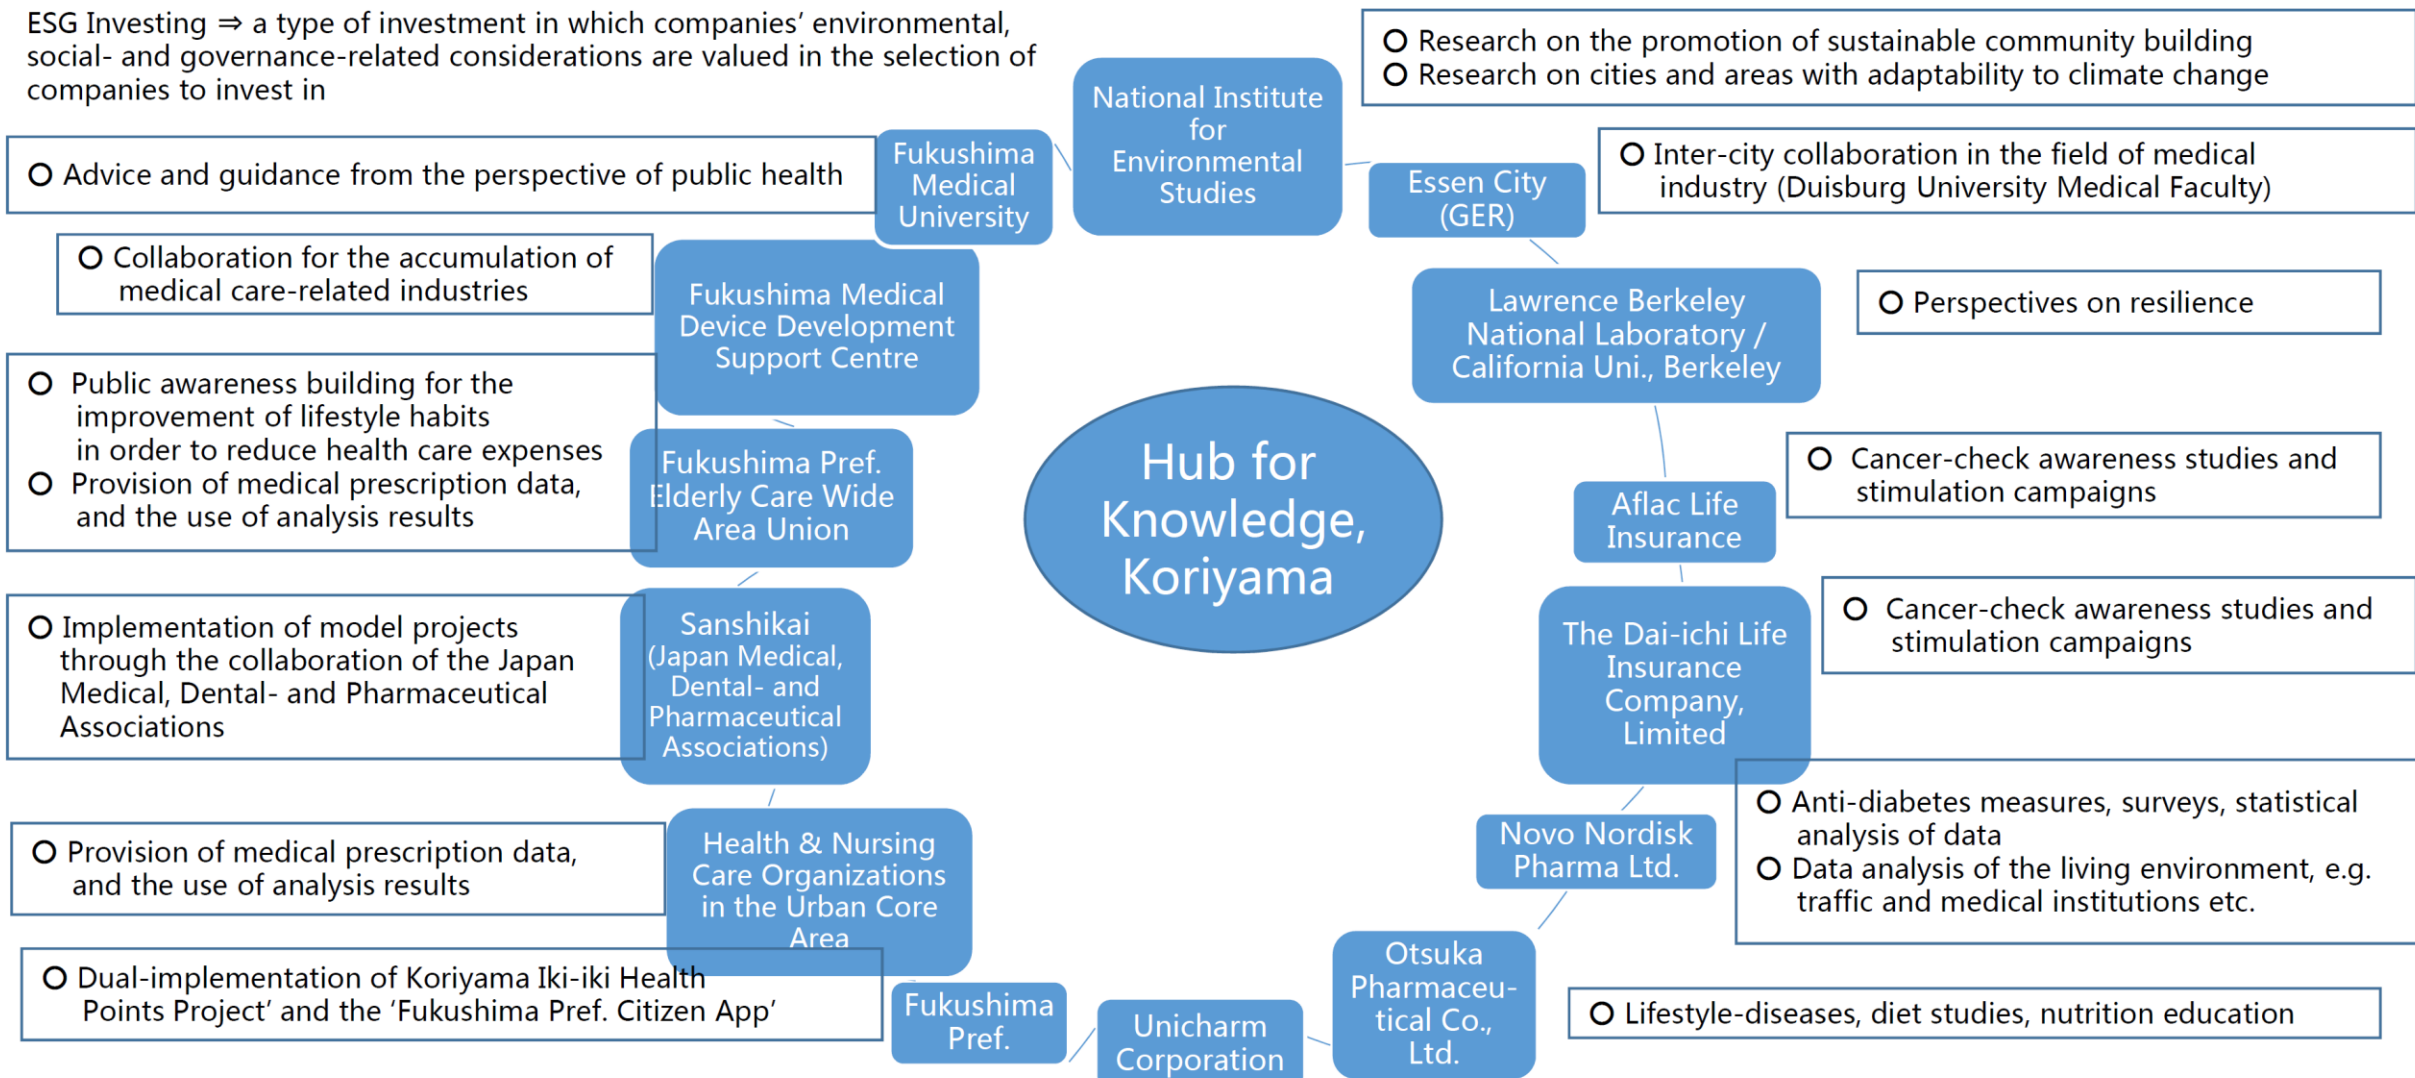 ESG Investing ⇒ a type of investment in which companies’ environmental,
social- and governance-related considerations are valued in the selection of
companies to invest in
National Institute
for
Environmental
Studies
○ Research on the promotion of sustainable community building
○ Research on cities and areas with adaptability to climate change
Essen City
(GER)
○ Inter-city collaboration in the field of medical
industry (Duisburg University Medical Faculty)
Lawrence Berkeley
National Laboratory /
California Uni., Berkeley
○ Perspectives on resilience
Aflac Life
Insurance
○ Cancer-check awareness studies and
stimulation campaigns
The Dai-ichi Life
Insurance
Company,
Limited
○ Cancer-check awareness studies and
stimulation campaigns
Novo Nordisk
Pharma Ltd.
○ Anti-diabetes measures, surveys, statistical
analysis of data
○ Data analysis of the living environment, e.g.
traffic and medical institutions etc.
Otsuka
Pharmaceu-
tical Co.,
Ltd.
○ Lifestyle-diseases, diet studies, nutrition education
Unicharm
Corporation
Fukushima
Pref.
○ Dual-implementation of Koriyama Iki-iki Health
Points Project’ and the ‘Fukushima Pref. Citizen App’
Health & Nursing
Care Organizations
in the Urban Core
Area
○ Provision of medical prescription data,
and the use of analysis results
Sanshikai
(Japan Medical,
Dental- and
Pharmaceutical
Associations)
○ Implementation of model projects
through the collaboration of the Japan
Medical, Dental- and Pharmaceutical
Associations
Fukushima Pref.
Elderly Care Wide
Area Union
○ Public awareness building for the
improvement of lifestyle habits
in order to reduce health care expenses
○ Provision of medical prescription data,
and the use of analysis results
Fukushima Medical
Device Development
Support Centre
○ Collaboration for the accumulation of
medical care-related industries
Fukushima
Medical
University
○ Advice and guidance from the perspective of public health
Hub for
Knowledge,
Koriyama